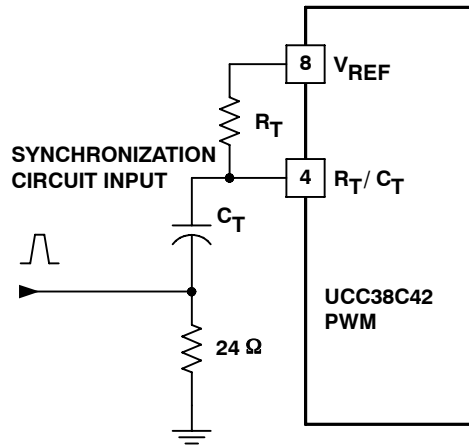 8
VREF
RT
SYNCHRONIZATION
CIRCUIT INPUT
4
RT/ CT
CT
UCC38C42
PWM
24 Ω